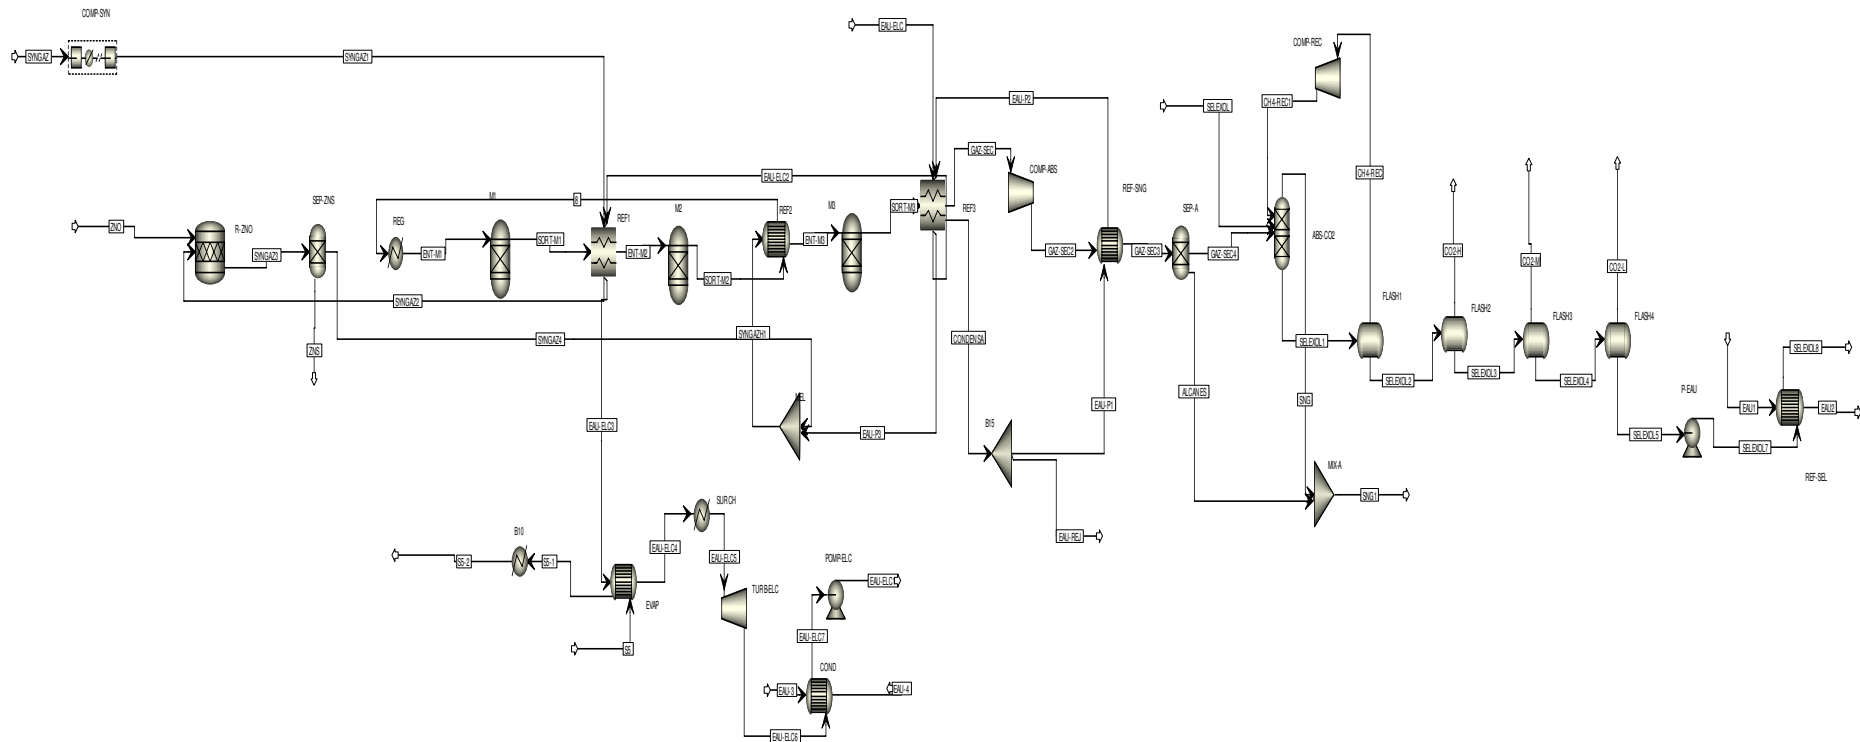 COMP-SYN
SYNGAZ
SYNGAZ1
EAU-ELC
COMP-REC
EAU-P2
SELEXOL
CH4-REC1
GAZ-SEC
COMP-ABS
CH4-REC
EAU-ELC2
REF-SNG
SEP-ZNS
8
M1
M2
REF2
M3
SORT-M3
REF3
SEP-A
ABS-CO2
ZNO
R-ZNO
REG
REF1
SYNGAZ3
ENT-M1
SORT-M1
ENT-M2
ENT-M3
GAZ-SEC2
GAZ-SEC3
GAZ-SEC4
CO2-H
CO2-M
CO2-L
SORT-M2
SYNGAZ2
FLASH1
FLASH2
FLASH3
FLASH4
SYNGAZH1
SYNGAZ4
CONDENSA
SELEXOL1
ZNS
SELEXOL8
SELEXOL2
SELEXOL3
SELEXOL4
ALCANES
SNG
P-EAU
EAU1
EAU2
EAU-P1
EAU-ELC3
EAU-P3
B15
SELEXOL5
SELEXOL7
MIX-A
REF-SEL
SNG1
SURCH
B10
EAU-REJ
EAU-ELC4
EAU-ELC5
S5-2
S5-1
POMP-ELC
EAU-ELC1
TURBELC
EVAP
EAU-ELC7
S5
COND
EAU-3
EAU-4
EAU-ELC6